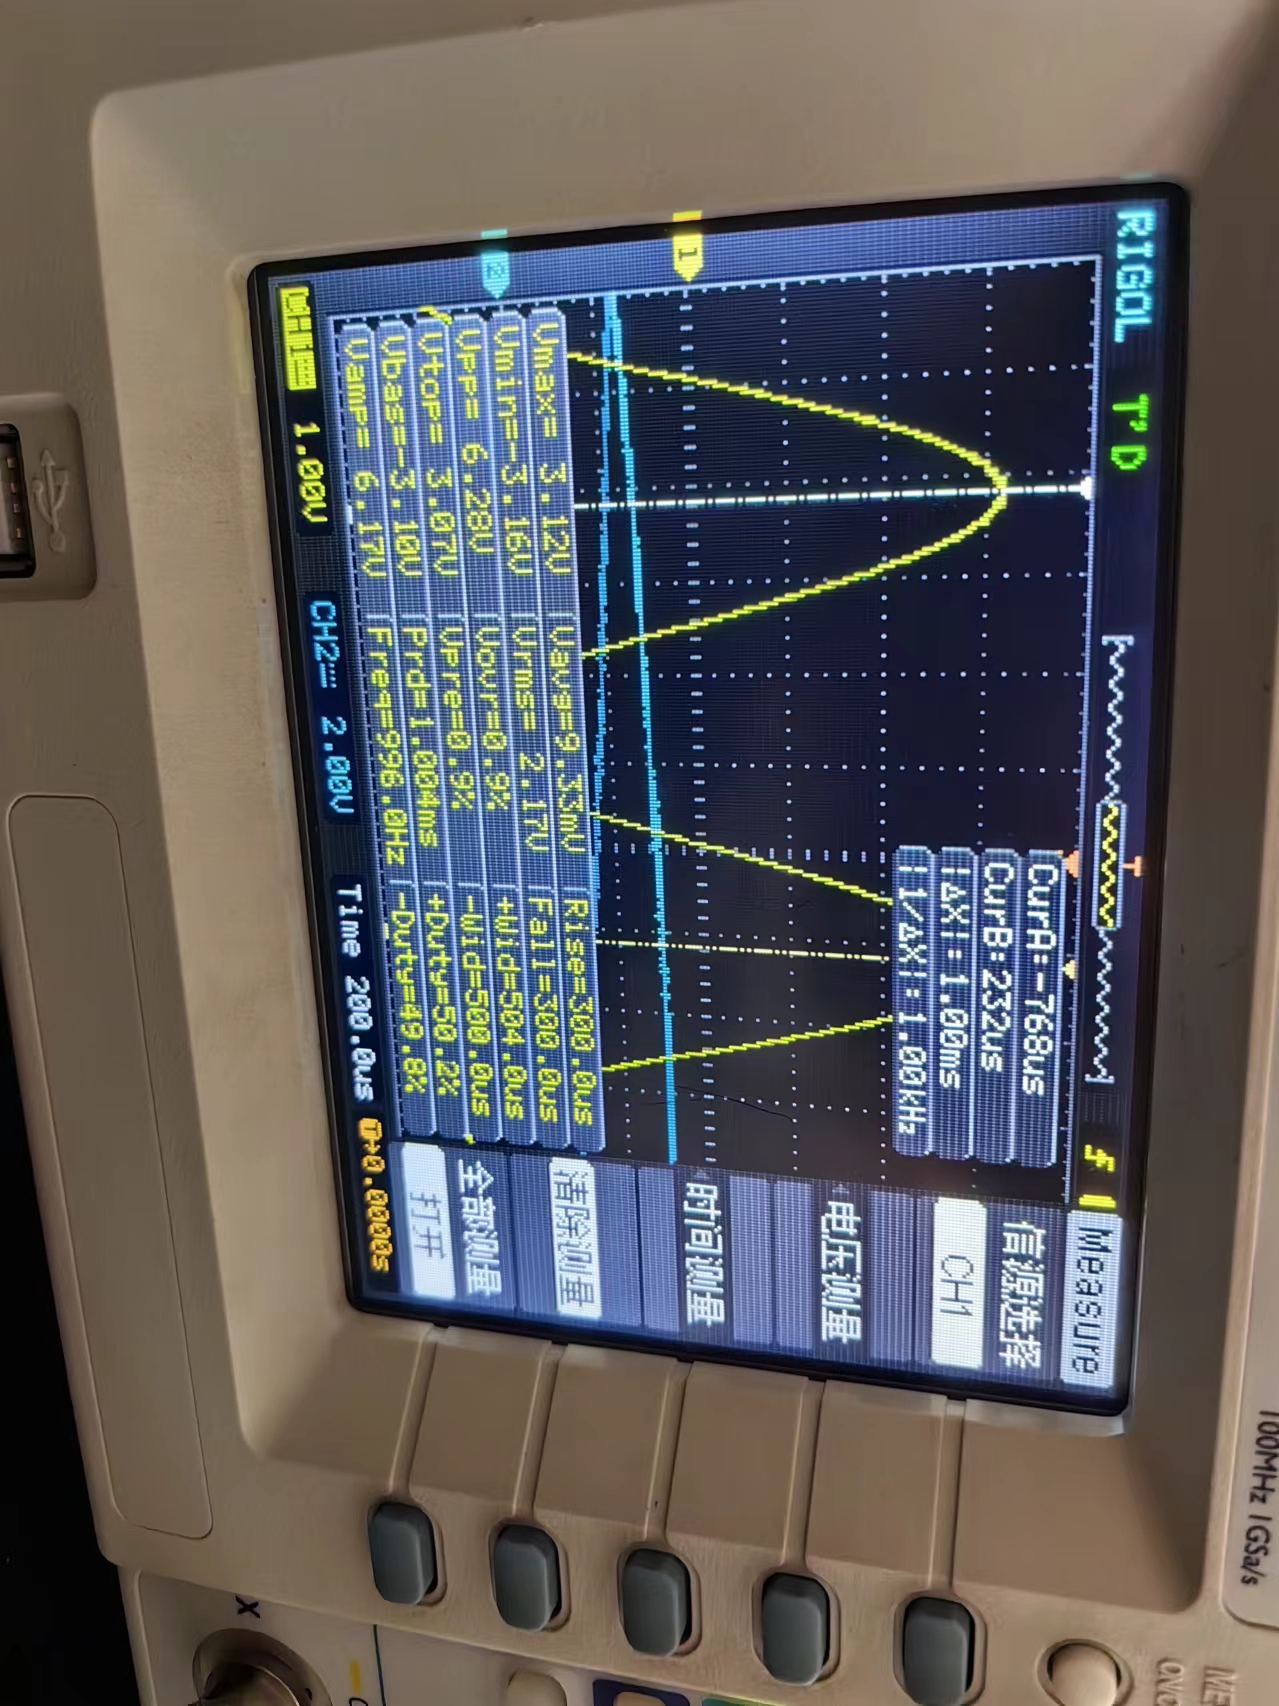 RIGOL T'D
Measure
CurA:-768us
CurB: 232us
|ΔX|: 1.00ms
|1/ΔX|: 1.00kHz
信源选择
CH1
电压测量
时间测量
清除测量
全部测量
打开
1
2
Vmax= 3.12V
Vavg=9.33mV
Rise=300.0us
Vmin=-3.16V
Vrms= 2.17V
Fall=300.0us
Vpp= 6.28V
Vovr=0.9%
+Wid=504.0us
Vtop= 3.07V
Vpre=0.9%
-Wid=500.0us
Vbas=-3.10V
Prd=1.004ms
+Duty=50.2%
Vamp= 6.17V
Freq=996.0Hz
-Duty=49.8%
CH1 1.00V CH2 2.00V Time 200.0us T+0.0000s
100MHz 1GSa/s
X